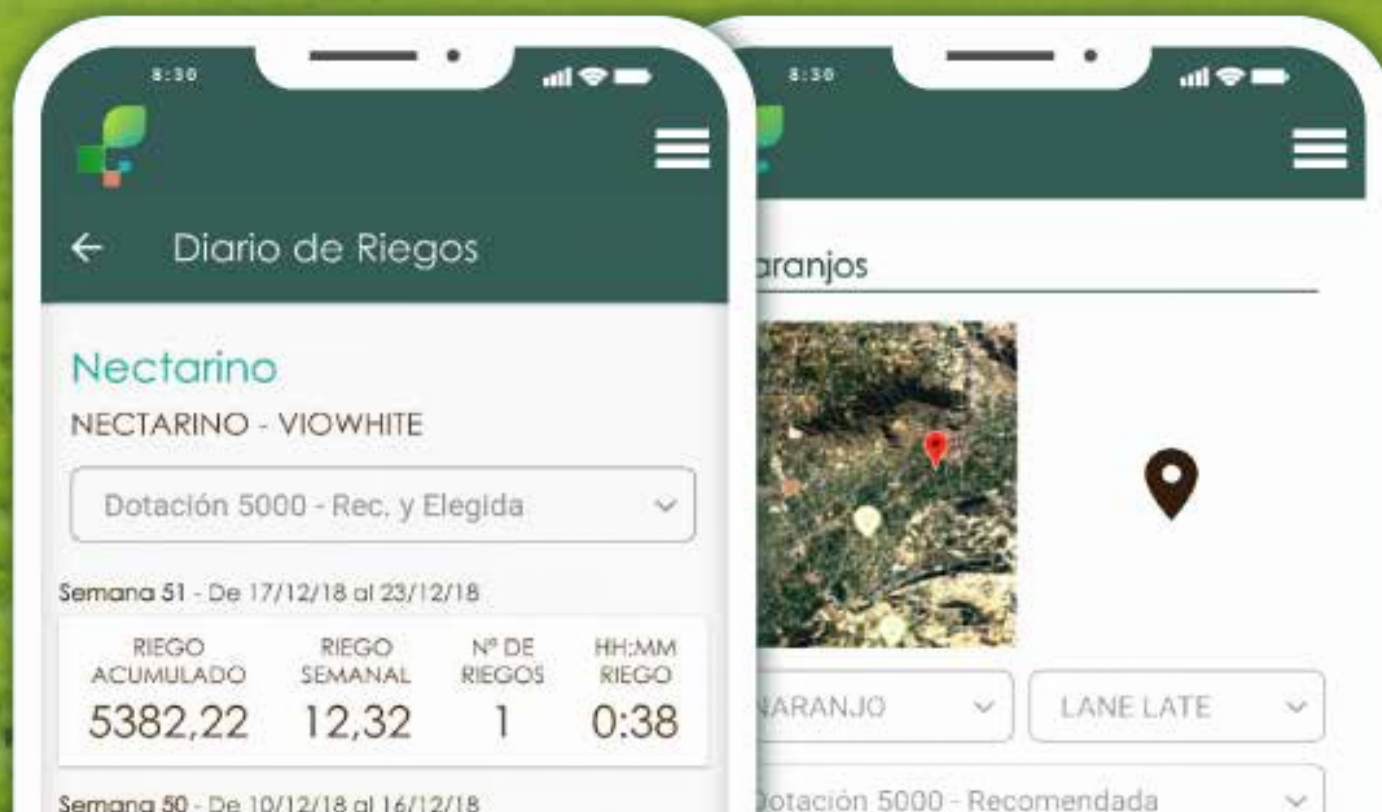 8:30
Diario de Riegos
Nectarino
NECTARINO - VIOWHITE
Dotación 5000 - Rec. y Elegida
Semana 51 - De 17/12/18 al 23/12/18
RIEGO ACUMULADO
5382,22
RIEGO SEMANAL
12,32
Nº DE RIEGOS
1
HH:MM RIEGO
0:38
Semana 50 - De 10/12/18 al 16/12/18
8:30
aranjos
NARANJO
LANE LATE
Dotación 5000 - Recomendada